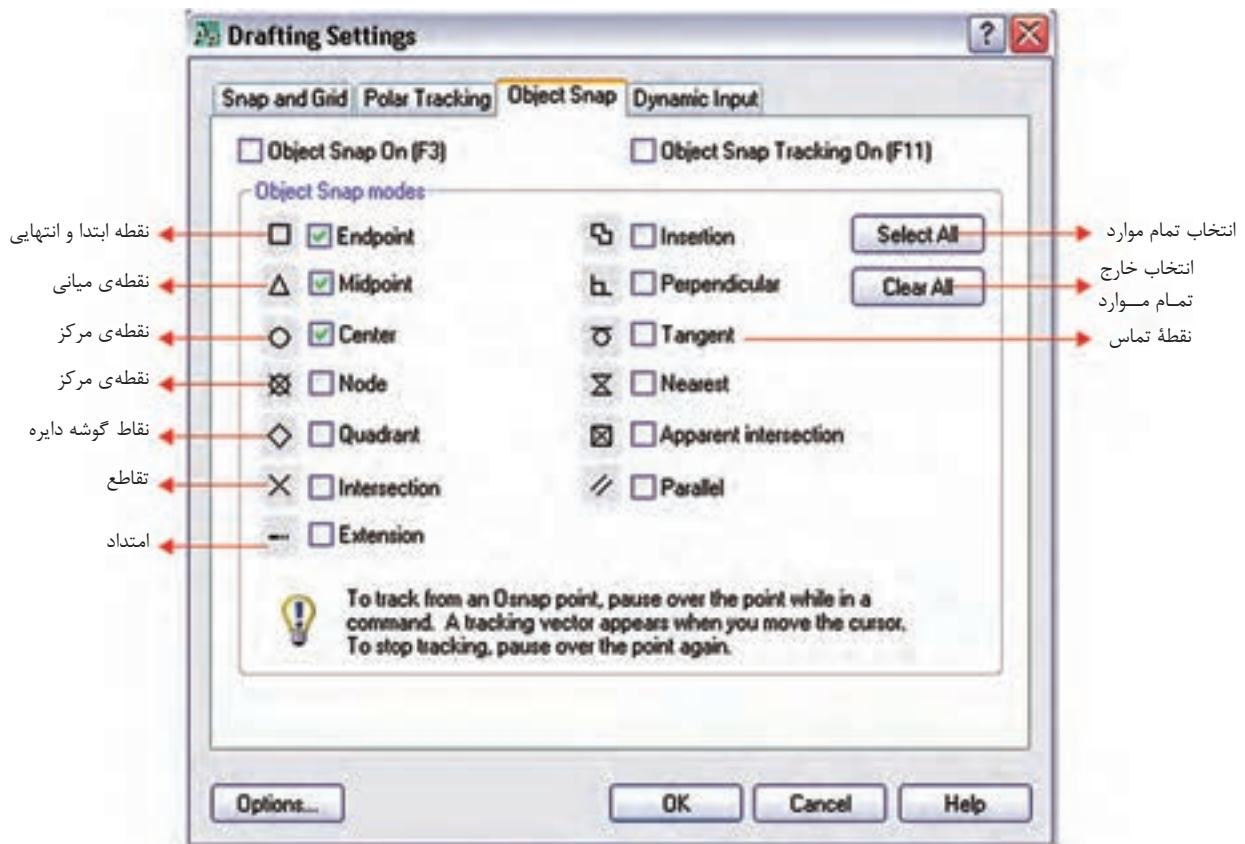 Drafting Settings
Snap and Grid Polar Tracking Object Snap Dynamic Input
Object Snap On (F3)
Object Snap Tracking On (F11)
Object Snap modes
نقطه ابتدا و انتهایی
Endpoint
Insertion
Select All
انتخاب تمام موارد
نقطه‌ی میانی
Midpoint
Perpendicular
Clear All
انتخاب خارج
تمام مــوارد
نقطه‌ی مرکز
Center
Tangent
نقطهٔ تماس
نقطه‌ی مرکز
Node
Nearest
نقاط گوشه دایره
Quadrant
Apparent intersection
تقاطع
Intersection
Parallel
امتداد
Extension
To track from an Osnap point, pause over the point while in a
command. A tracking vector appears when you move the cursor.
To stop tracking, pause over the point again.
Options...
OK
Cancel
Help